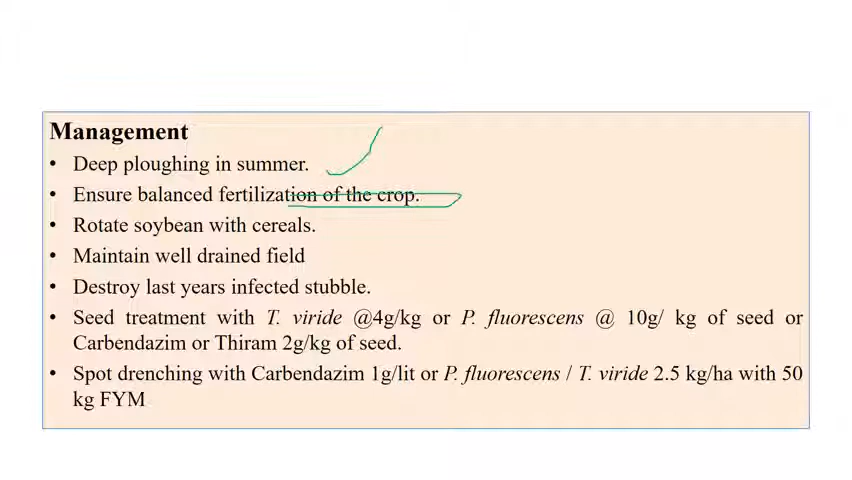 Management
• Deep ploughing in summer.
• Ensure balanced fertilization of the crop.
• Rotate soybean with cereals.
• Maintain well drained field
• Destroy last years infected stubble.
• Seed treatment with T. viride @4g/kg or P. fluorescens @ 10g/ kg of seed or
Carbendazim or Thiram 2g/kg of seed.
• Spot drenching with Carbendazim 1g/lit or P. fluorescens / T. viride 2.5 kg/ha with 50
kg FYM